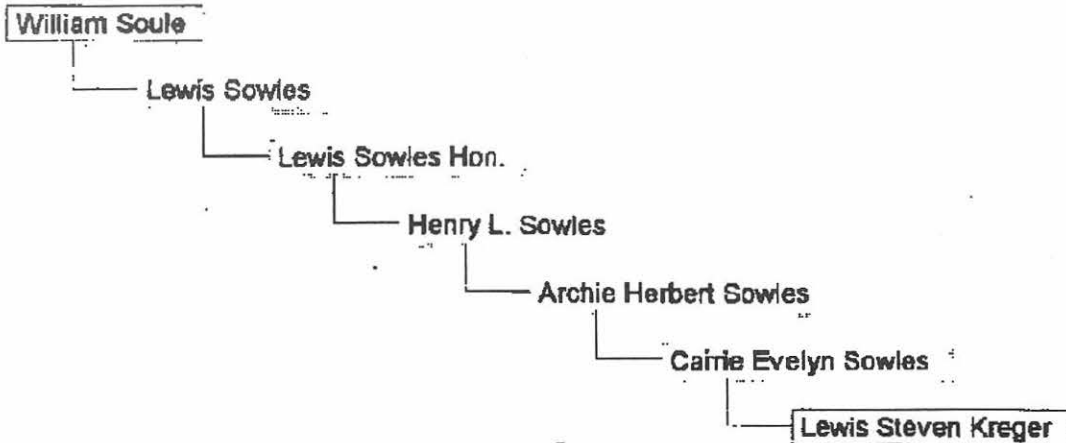 William Soule
Lewis Sowles
Lewis Sowles Hon.
Henry L. Sowles
Archie Herbert Sowles
Carrie Evelyn Sowles
Lewis Steven Kreger